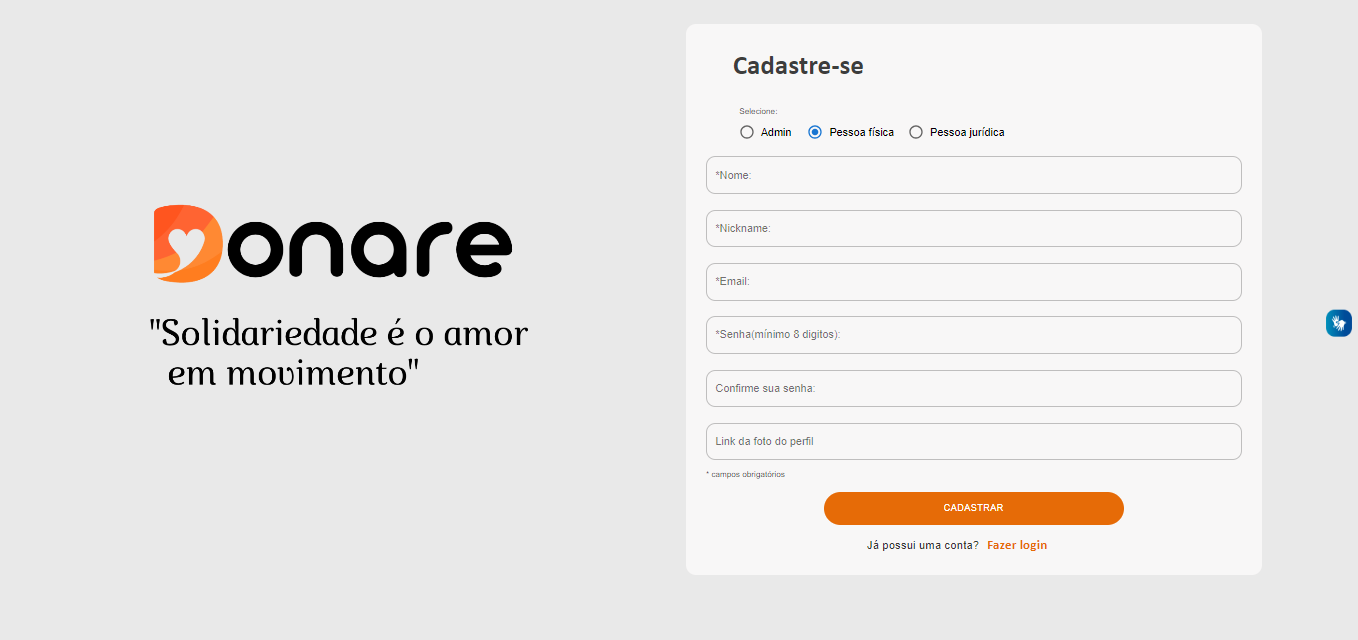 Donare
"Solidariedade é o amor
em movimento"
Cadastre-se
Selecione:
Admin Pessoa física Pessoa jurídica
*Nome:
*Nickname:
*Email:
*Senha(mínimo 8 digitos):
Confirme sua senha:
Link da foto do perfil
* campos obrigatórios
CADASTRAR
Já possui uma conta? Fazer login